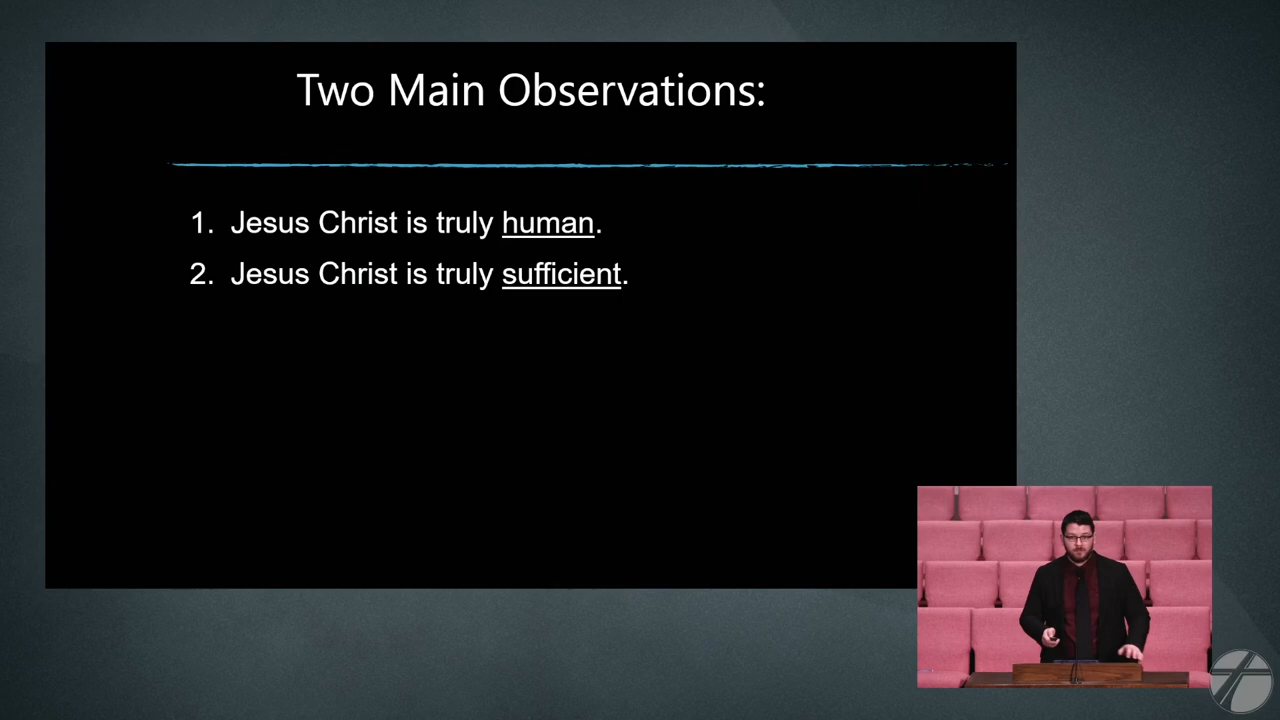 Two Main Observations:
1. Jesus Christ is truly human.
2. Jesus Christ is truly sufficient.